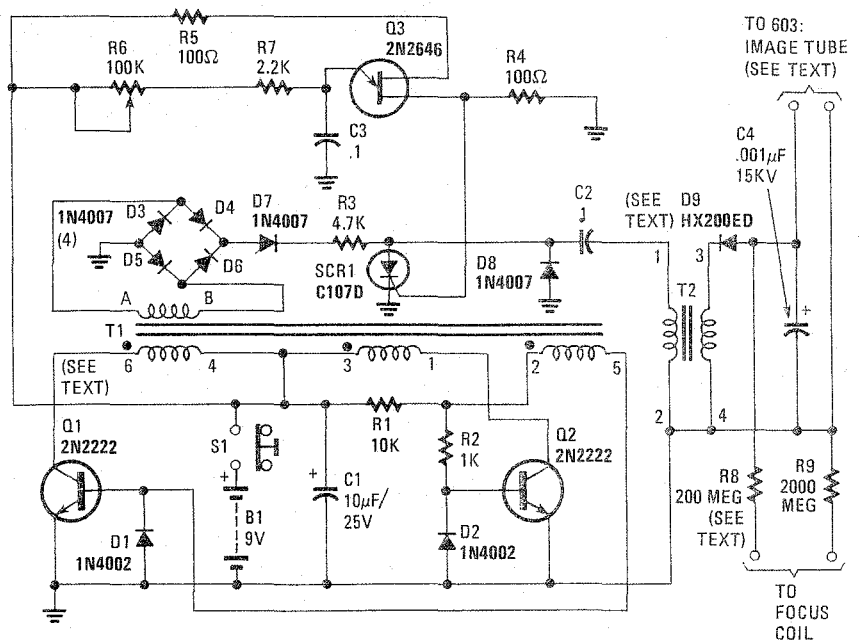 R5
100Ω
R6
100K
R7
2.2K
Q3
2N2646
R4
100Ω
C3
.1
TO 603:
IMAGE TUBE
(SEE TEXT)
C4
.001μF
15KV
1N4007
(4)
D3
D4
D5
D6
D7
1N4007
R3
4.7K
SCR1
C107D
D8
1N4007
C2
.1
(SEE
TEXT)
D9
HX200ED
1
3
T2
2
4
A
B
T1
(SEE
TEXT)
6
4
3
1
2
5
Q1
2N2222
S1
+
B1
9V
+
C1
10μF/
25V
R1
10K
R2
1K
Q2
2N2222
D1
1N4002
D2
1N4002
+
R8
200 MEG
(SEE
TEXT)
R9
2000
MEG
TO
FOCUS
COIL